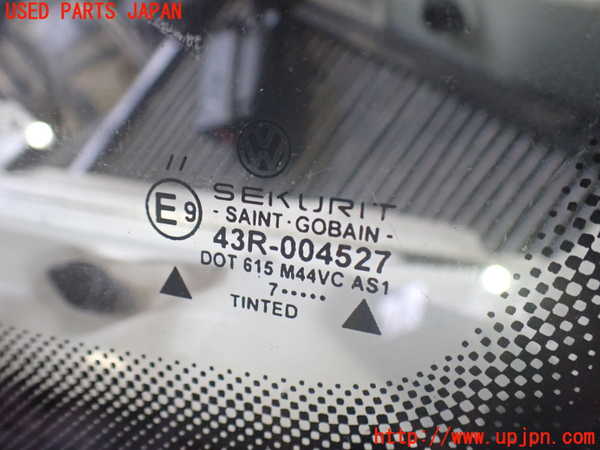 USED PARTS JAPAN
II
SEKURIT
- SAINT-GOBAIN -
E9
43R-004527
DOT 615 M44VC AS1
7.....
TINTED
http://www.upjpn.com/